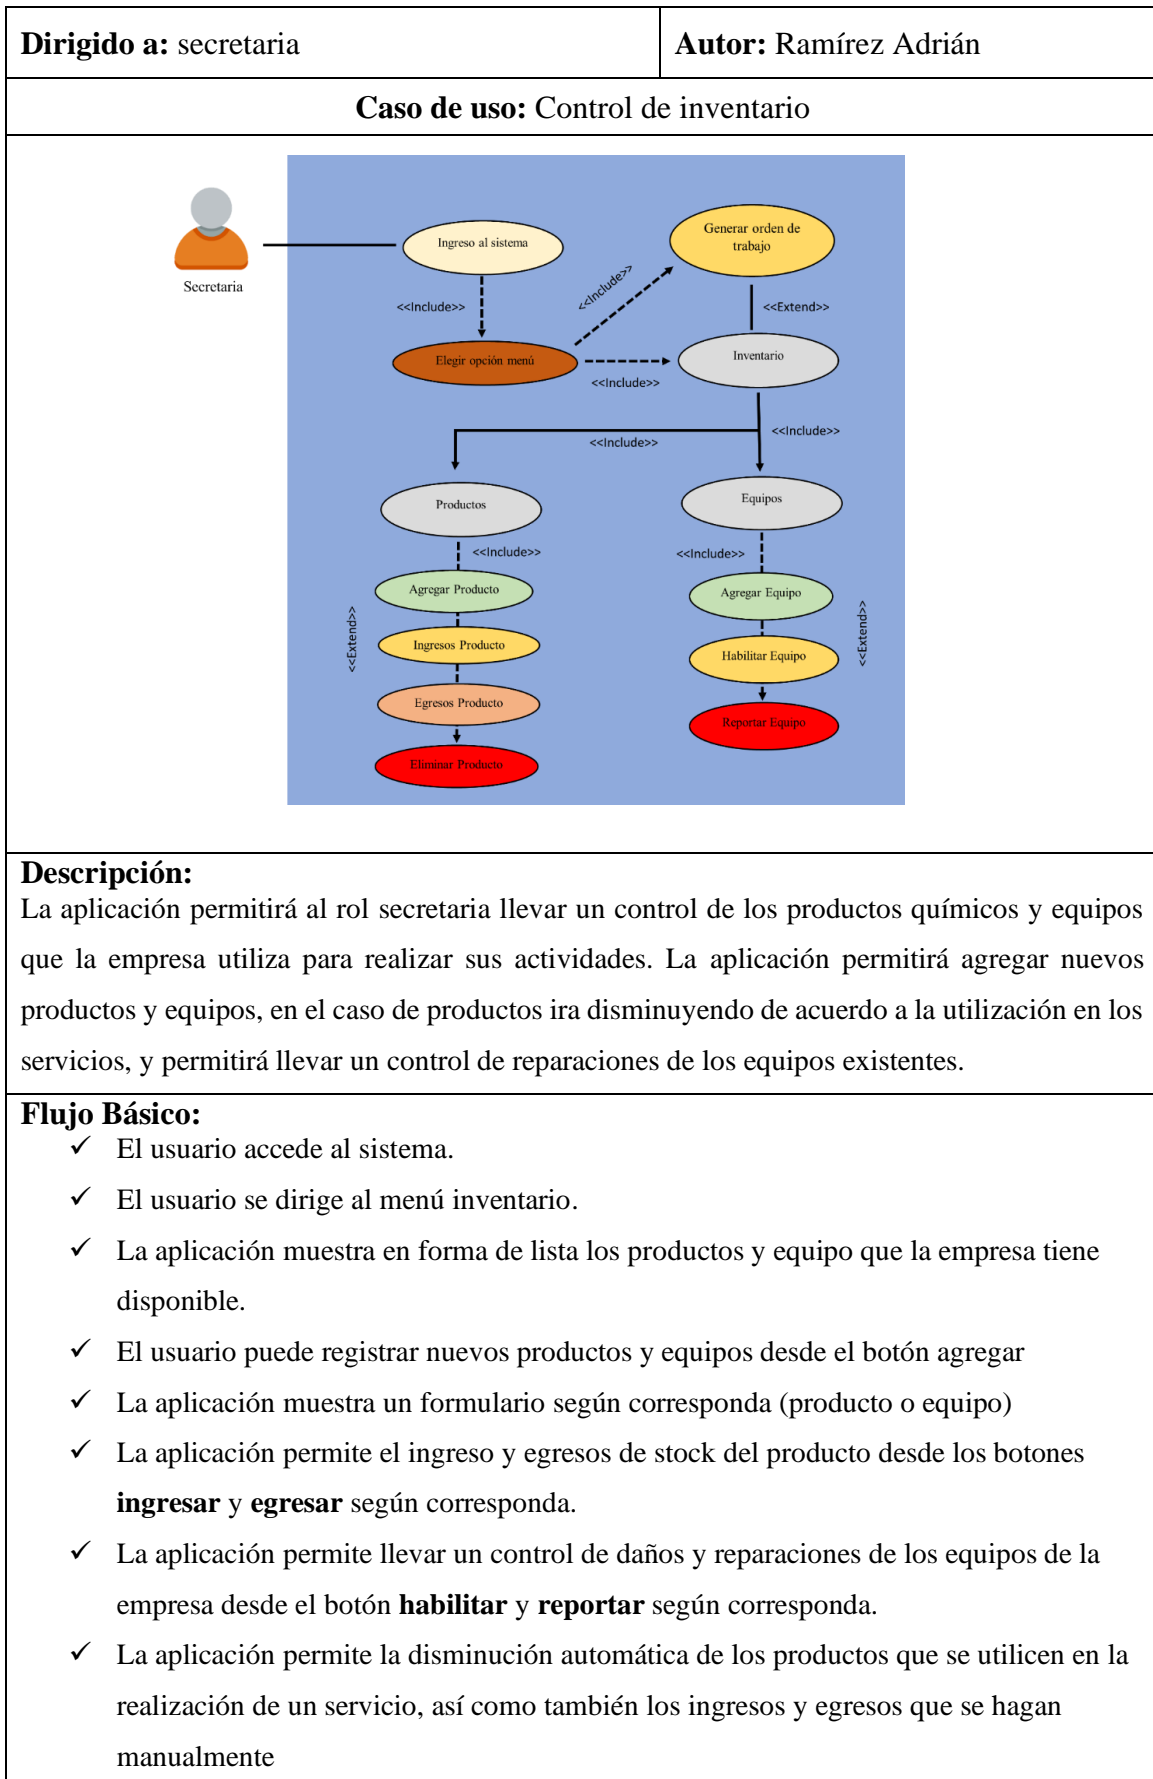 Dirigido a: secretaria
Autor: Ramírez Adrián
Caso de uso: Control de inventario
Secretaria
Ingreso al sistema
Generar orden de
trabajo
<<Include>>
<<Include>>
<<Extend>>
Elegir opción menú
<<Include>>
Inventario
<<Include>>
<<Include>>
Productos
Equipos
<<Include>>
<<Include>>
Agregar Producto
Agregar Equipo
<<Extend>>
Ingresos Producto
Habilitar Equipo
<<Extend>>
Egresos Producto
Reportar Equipo
Eliminar Producto
Descripción:
La aplicación permitirá al rol secretaria llevar un control de los productos químicos y equipos
que la empresa utiliza para realizar sus actividades. La aplicación permitirá agregar nuevos
productos y equipos, en el caso de productos ira disminuyendo de acuerdo a la utilización en los
servicios, y permitirá llevar un control de reparaciones de los equipos existentes.
Flujo Básico:
✓ El usuario accede al sistema.
✓ El usuario se dirige al menú inventario.
✓ La aplicación muestra en forma de lista los productos y equipo que la empresa tiene
disponible.
✓ El usuario puede registrar nuevos productos y equipos desde el botón agregar
✓ La aplicación muestra un formulario según corresponda (producto o equipo)
✓ La aplicación permite el ingreso y egresos de stock del producto desde los botones
ingresar y egresar según corresponda.
✓ La aplicación permite llevar un control de daños y reparaciones de los equipos de la
empresa desde el botón habilitar y reportar según corresponda.
✓ La aplicación permite la disminución automática de los productos que se utilicen en la
realización de un servicio, así como también los ingresos y egresos que se hagan
manualmente